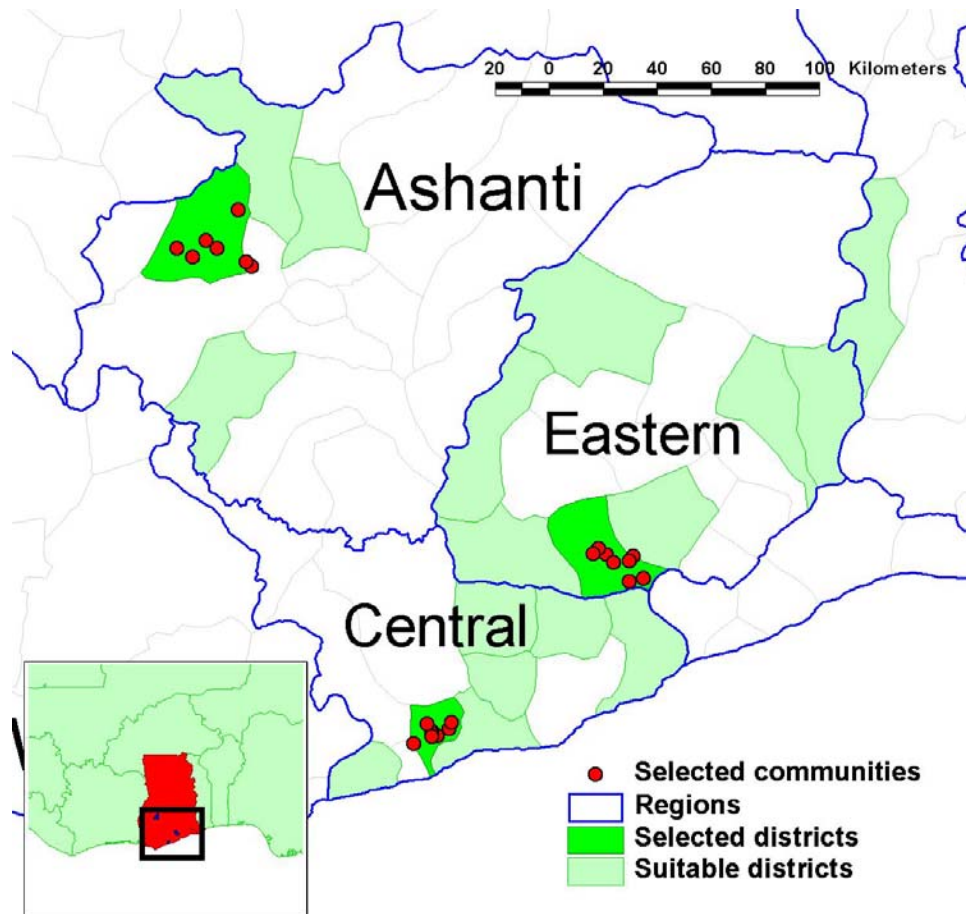 20 0 20 40 60 80 100 Kilometers
Ashanti
Eastern
Central
Selected communities
Regions
Selected districts
Suitable districts